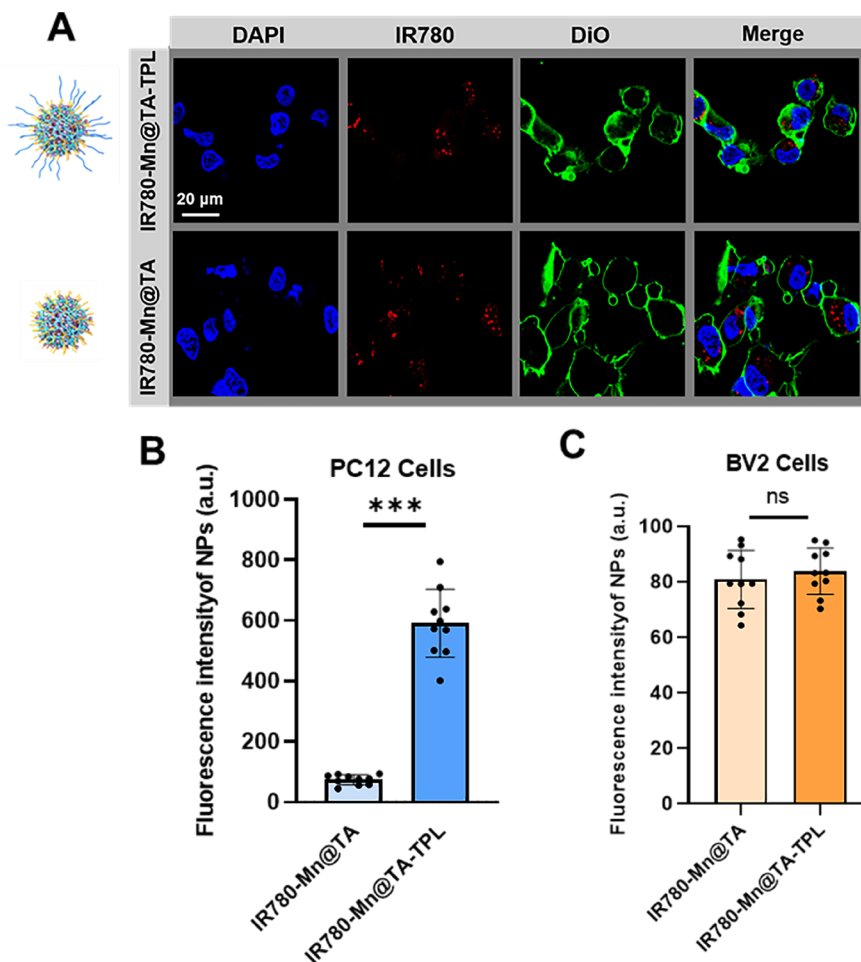 A
DAPI IR780 DiO Merge
IR780-Mn@TA-TPL
20 µm
IR780-Mn@TA
B
PC12 Cells
Fluorescence intensityof NPs (a.u.)
1000
800
600
400
200
0
***
IR780-Mn@TA
IR780-Mn@TA-TPL
C
BV2 Cells
Fluorescence intensityof NPs (a.u.)
100
80
60
40
20
0
ns
IR780-Mn@TA
IR780-Mn@TA-TPL